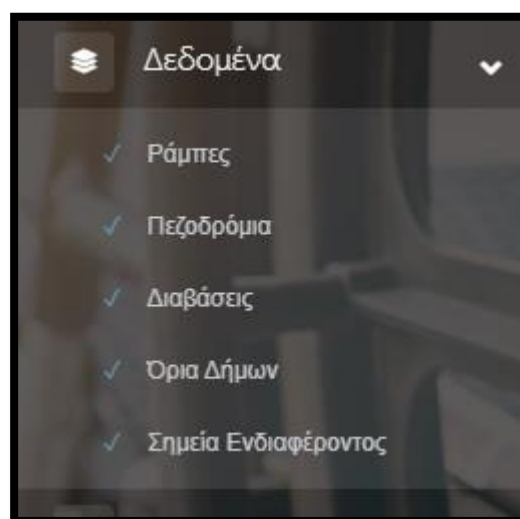 Δεδομένα
Ράμπες
Πεζοδρόμια
Διαβάσεις
Όρια Δήμων
Σημεία Ενδιαφέροντος